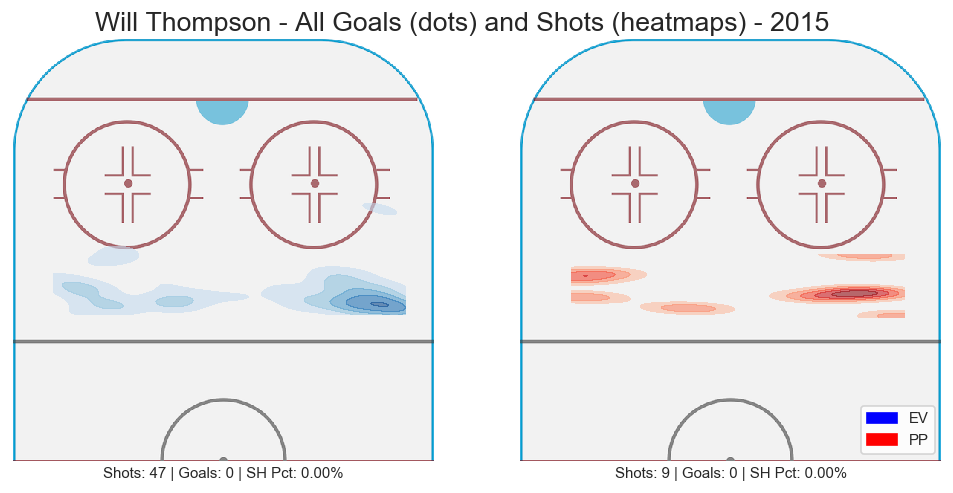 Will Thompson - All Goals (dots) and Shots (heatmaps) - 2015
EV
PP
Shots: 47 | Goals: 0 | SH Pct: 0.00%
Shots: 9 | Goals: 0 | SH Pct: 0.00%